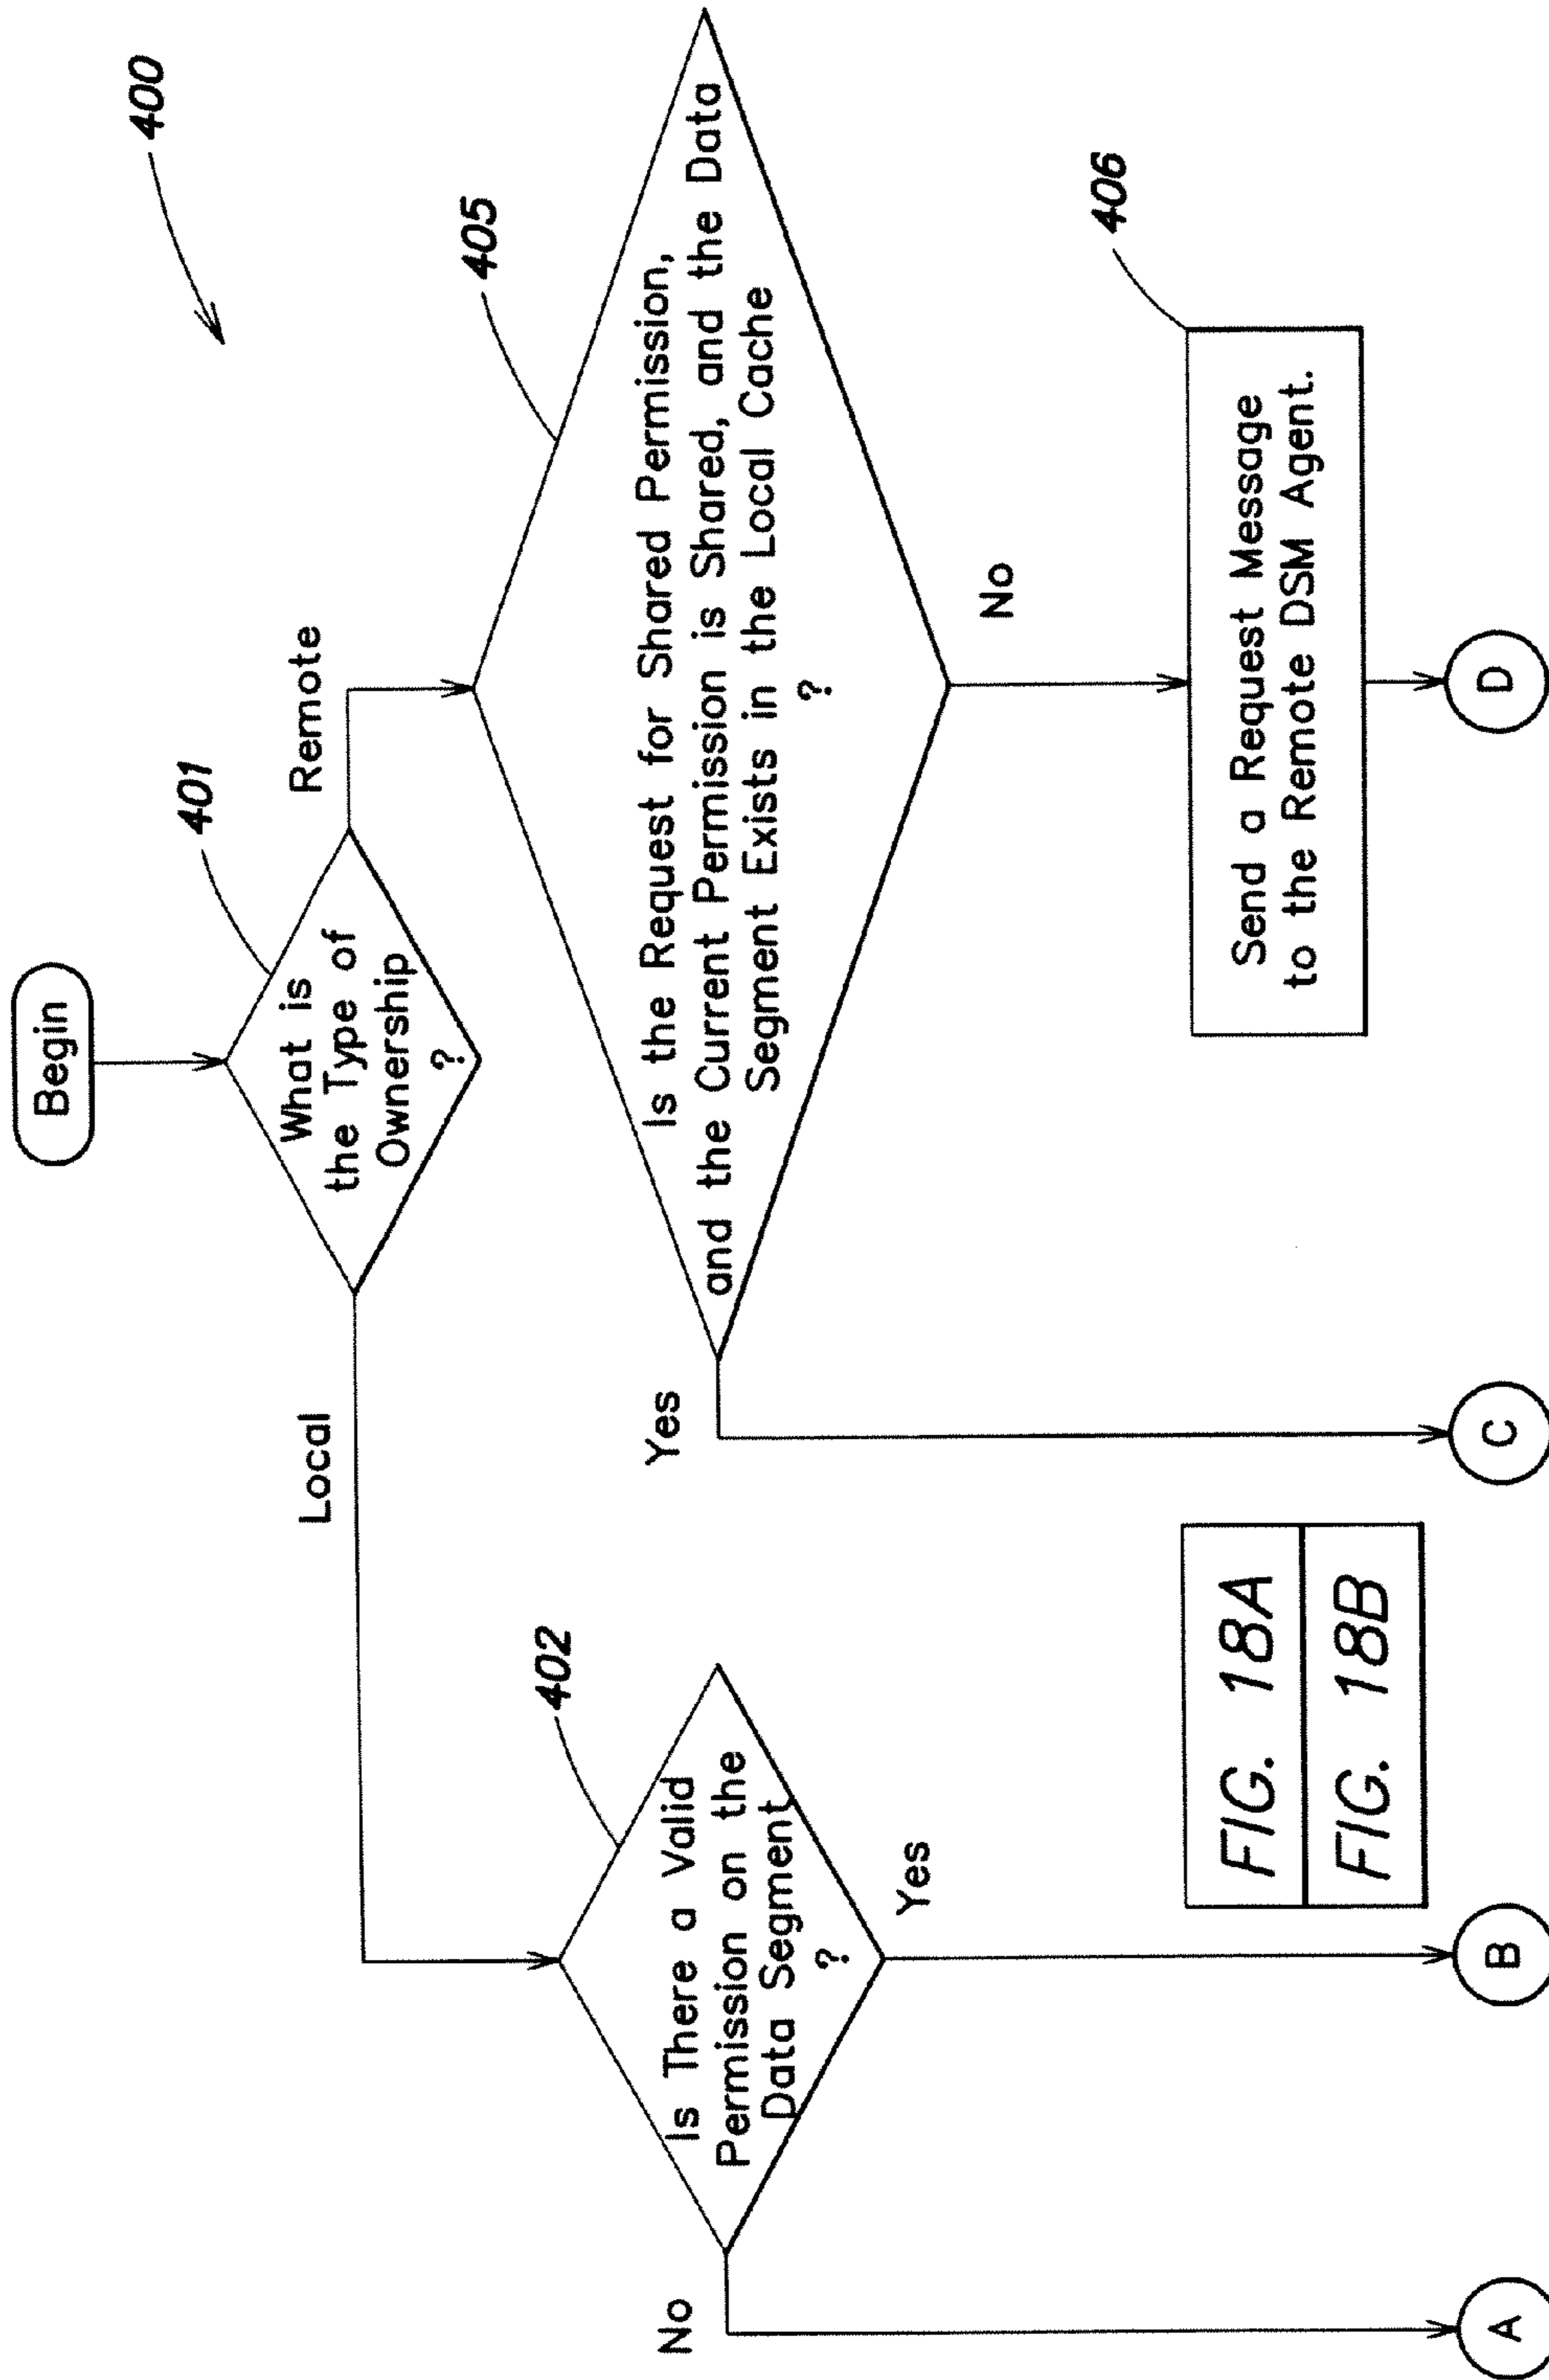 400
Begin
401
What is
the Type of
Ownership
?
Local
Remote
402
Is There a Valid
Permission on the
Data Segment
?
No
Yes
405
Is the Request for Shared Permission,
and the Current Permission is Shared, and the Data
Segment Exists in the Local Cache
?
Yes
No
406
Send a Request Message
to the Remote DSM Agent.
FIG. 18A
FIG. 18B
A
B
C
D